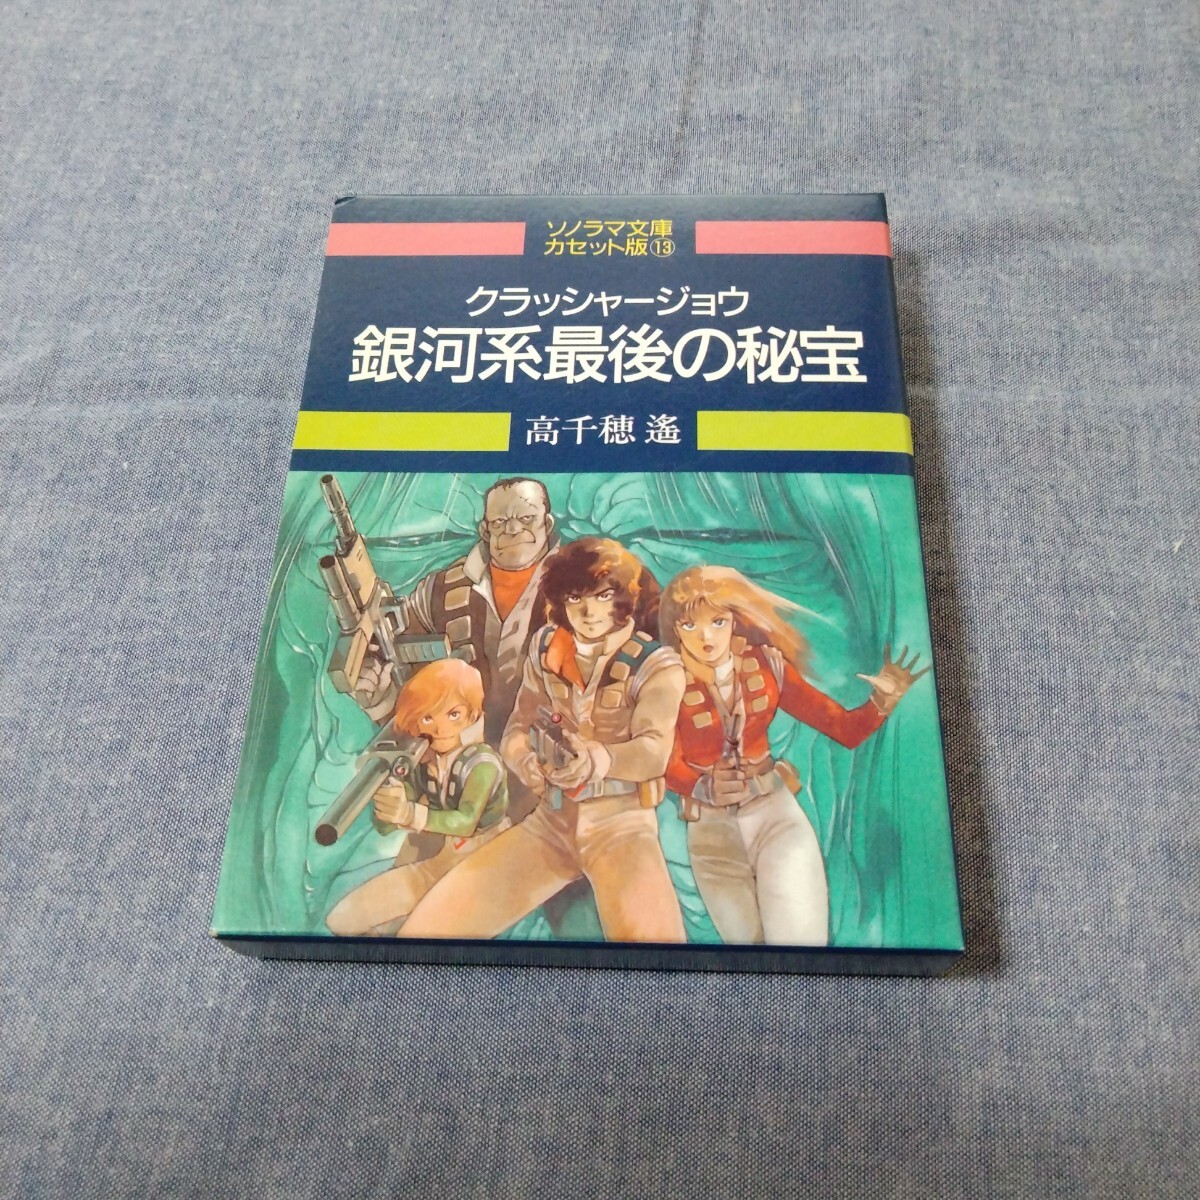 ソノラマ文庫
カセット版⑬
クラッシャージョウ
銀河系最後の秘宝
高千穂 遙